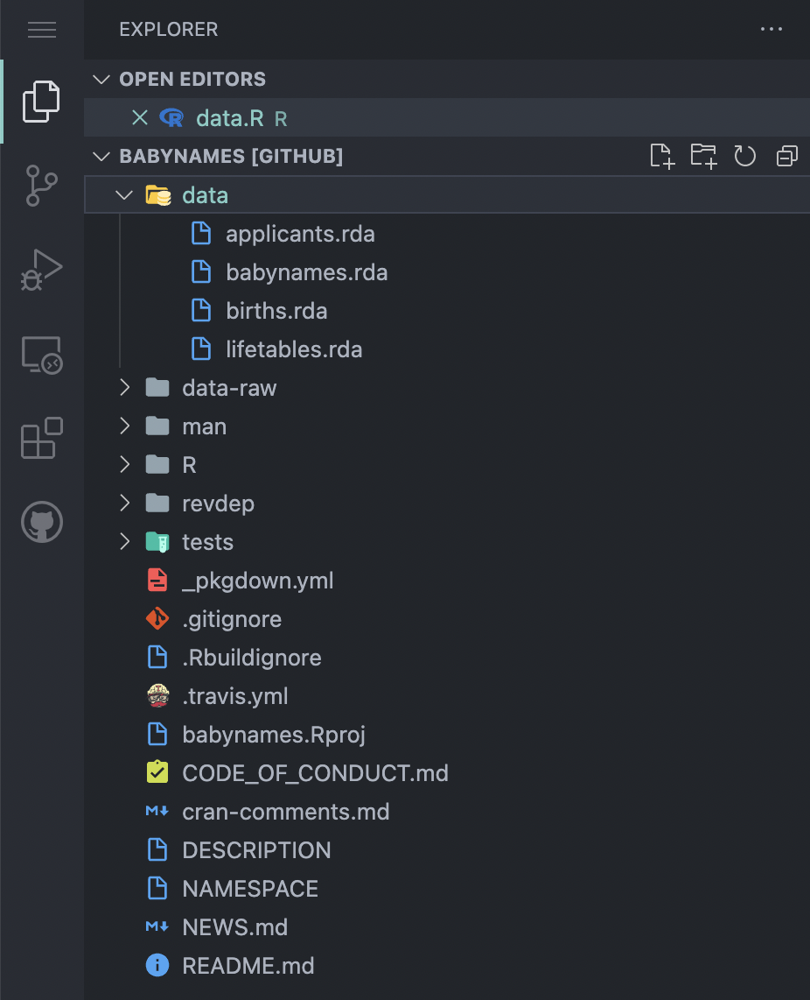 EXPLORER
OPEN EDITORS
data.R R
BABYNAMES [GITHUB]
data
applicants.rda
babynames.rda
births.rda
lifetables.rda
data-raw
man
R
revdep
tests
_pkgdown.yml
.gitignore
.Rbuildignore
.travis.yml
babynames.Rproj
CODE_OF_CONDUCT.md
cran-comments.md
DESCRIPTION
NAMESPACE
NEWS.md
README.md